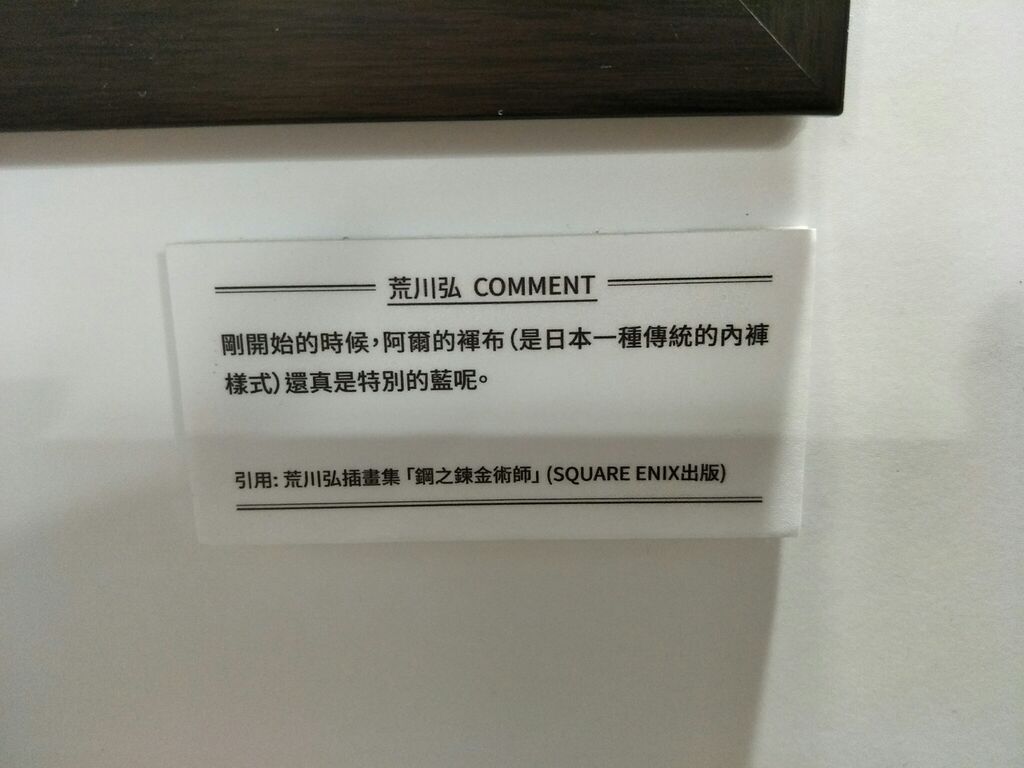 荒川弘 COMMENT
剛開始的時候，阿爾的褌布（是日本一種傳統的內褲
樣式）還真是特別的藍呢。
引用: 荒川弘插畫集「鋼之鍊金術師」(SQUARE ENIX出版)